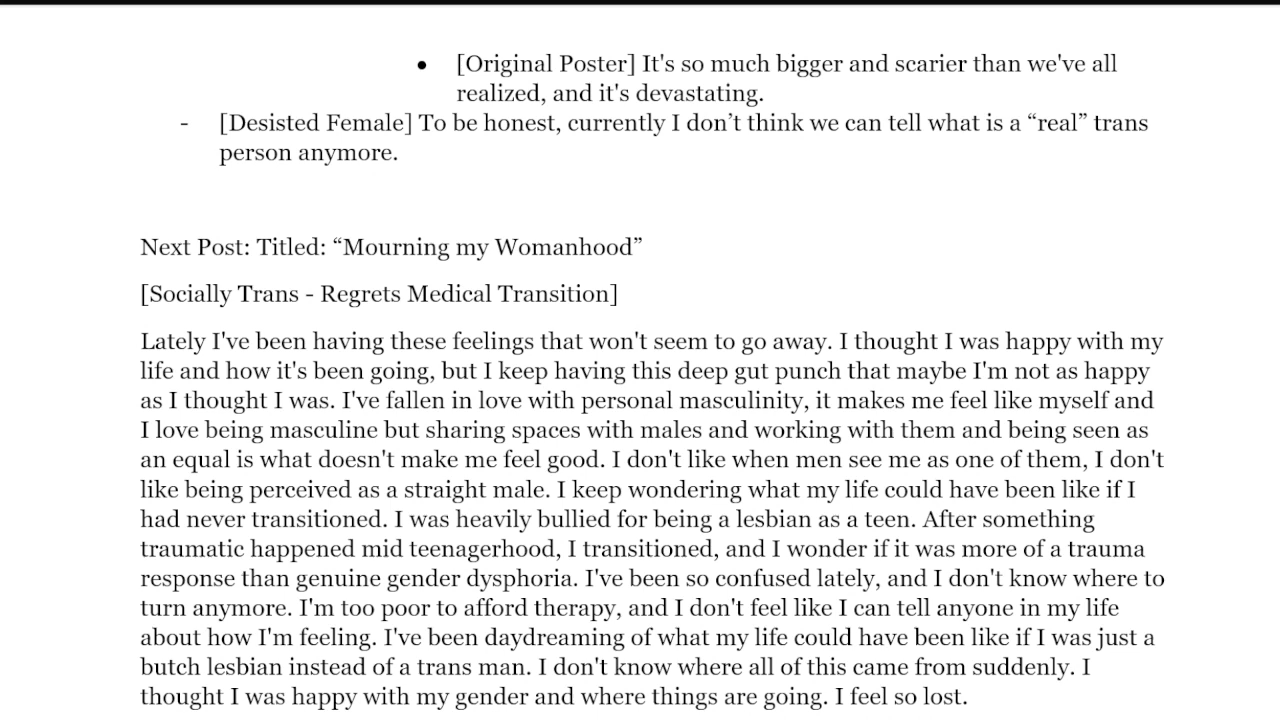 • [Original Poster] It's so much bigger and scarier than we've all
realized, and it's devastating.
- [Desisted Female] To be honest, currently I don’t think we can tell what is a “real” trans
person anymore.
Next Post: Titled: “Mourning my Womanhood”
[Socially Trans - Regrets Medical Transition]
Lately I've been having these feelings that won't seem to go away. I thought I was happy with my
life and how it's been going, but I keep having this deep gut punch that maybe I'm not as happy
as I thought I was. I've fallen in love with personal masculinity, it makes me feel like myself and
I love being masculine but sharing spaces with males and working with them and being seen as
an equal is what doesn't make me feel good. I don't like when men see me as one of them, I don't
like being perceived as a straight male. I keep wondering what my life could have been like if I
had never transitioned. I was heavily bullied for being a lesbian as a teen. After something
traumatic happened mid teenagerhood, I transitioned, and I wonder if it was more of a trauma
response than genuine gender dysphoria. I've been so confused lately, and I don't know where to
turn anymore. I'm too poor to afford therapy, and I don't feel like I can tell anyone in my life
about how I'm feeling. I've been daydreaming of what my life could have been like if I was just a
butch lesbian instead of a trans man. I don't know where all of this came from suddenly. I
thought I was happy with my gender and where things are going. I feel so lost.